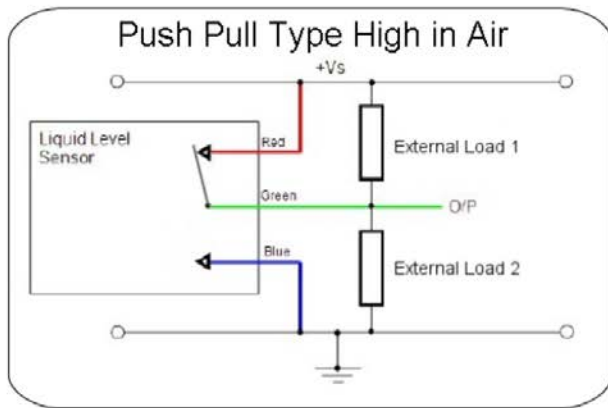 Push Pull Type High in Air
+Vs
Liquid Level
Sensor
Red
External Load 1
Green
O/P
Blue
External Load 2